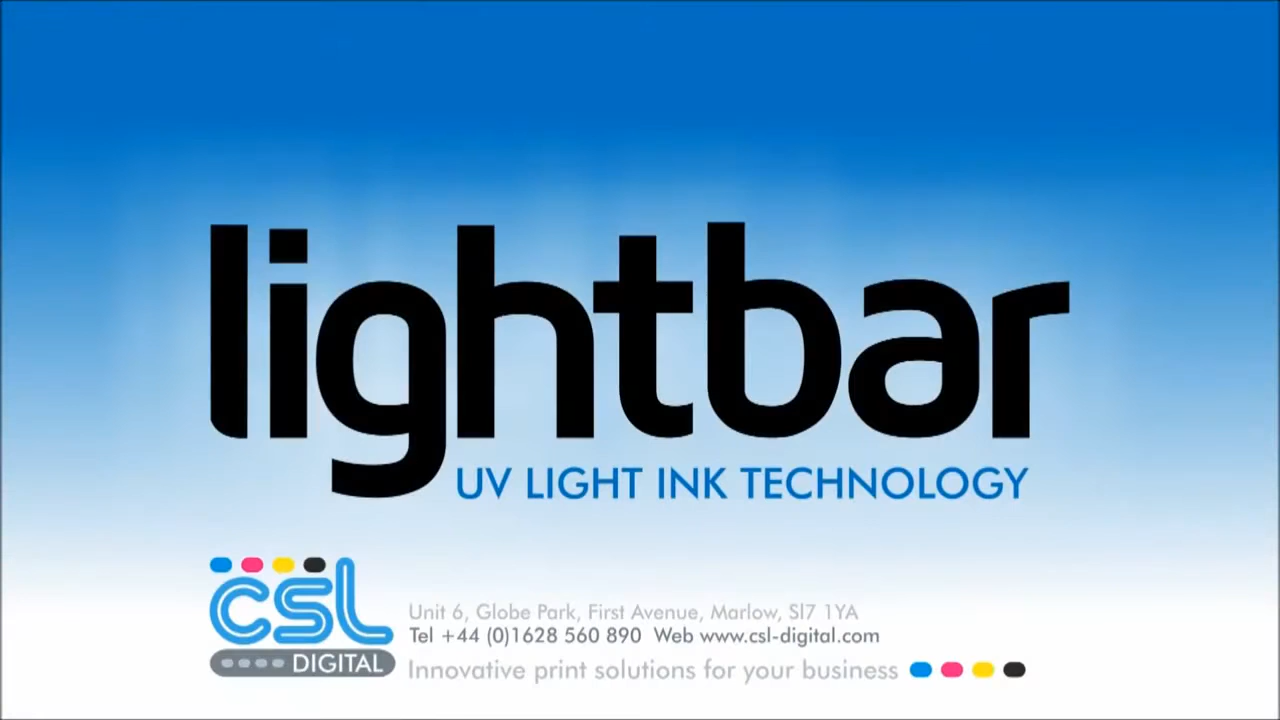 lightbar
UV LIGHT INK TECHNOLOGY
csl
DIGITAL
Unit 6, Globe Park, First Avenue, Marlow, Sl7 1YA
Tel +44 (0)1628 560 890 Web www.csl-digital.com
Innovative print solutions for your business